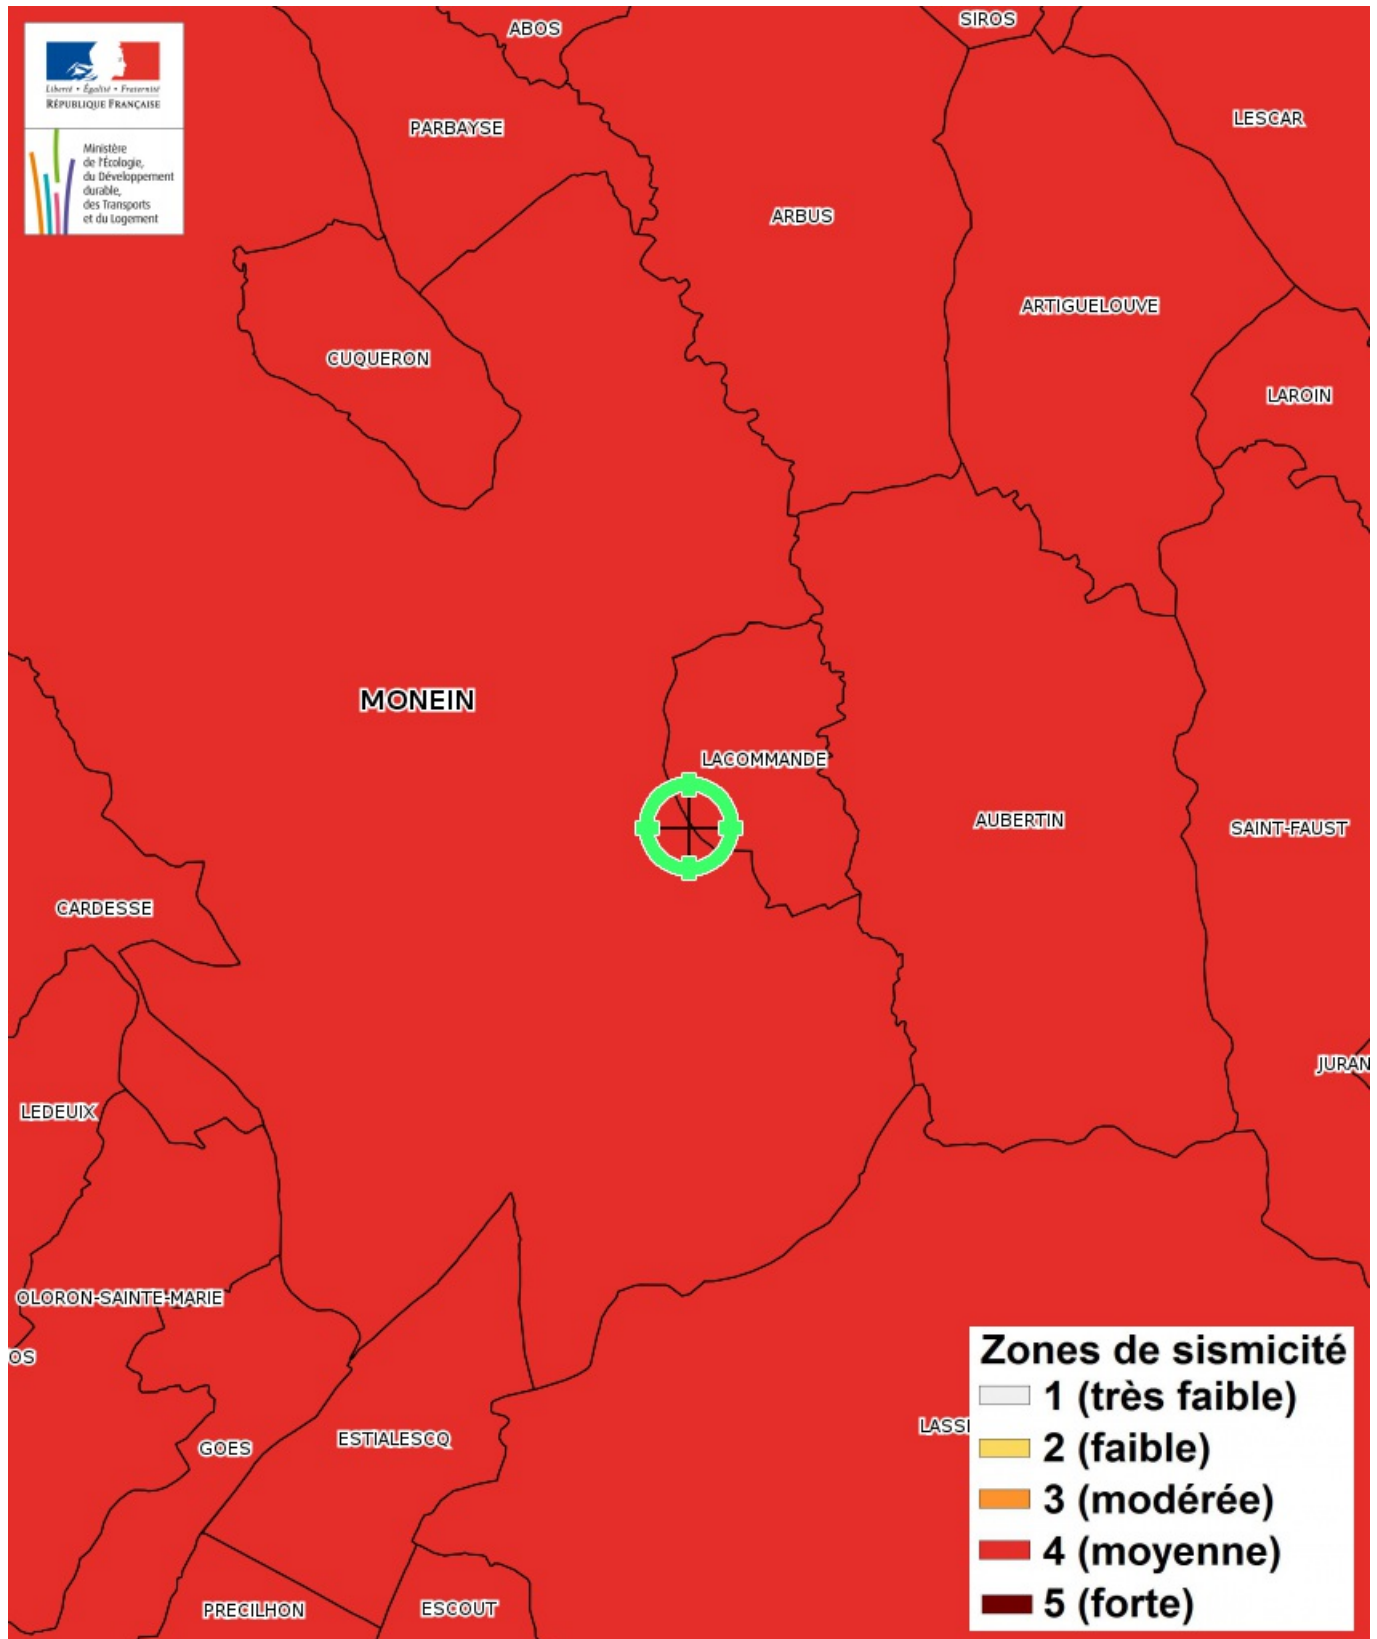 ABOS
SIROS
Liberté • Égalité • Fraternité
RÉPUBLIQUE FRANÇAISE
PARBAYSE
LESCAR
Ministère
de l'Écologie,
du Développement
durable,
des Transports
et du Logement
ARBUS
ARTIGUELOUVE
CUQUERON
LAROIN
MONEIN
LACOMMANDE
AUBERTIN
SAINT-FAUST
CARDESSE
JURAN
LEDEUIX
OLORON-SAINTE-MARIE
OS
Zones de sismicité
1 (très faible)
LASSE
ESTIALESCQ
GOES
2 (faible)
3 (modérée)
4 (moyenne)
5 (forte)
PRECILHON
ESCOUT